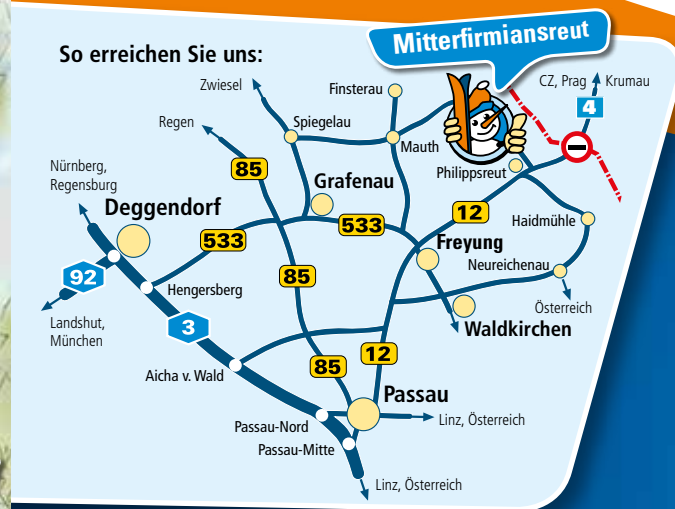 Mitterfirmiansreut
So erreichen Sie uns:
Zwiesel
Finsterau
CZ, Prag
Krumau
4
Regen
Spiegelau
Mauth
Nürnberg,
Regensburg
85
Grafenau
Philippsreut
Deggendorf
533
533
12
Haidmühle
Freyung
92
Hengersberg
85
Neureichenau
Landshut,
München
3
Österreich
Waldkirchen
Aicha v. Wald
85
12
Passau
Passau-Nord
Linz, Österreich
Passau-Mitte
Linz, Österreich